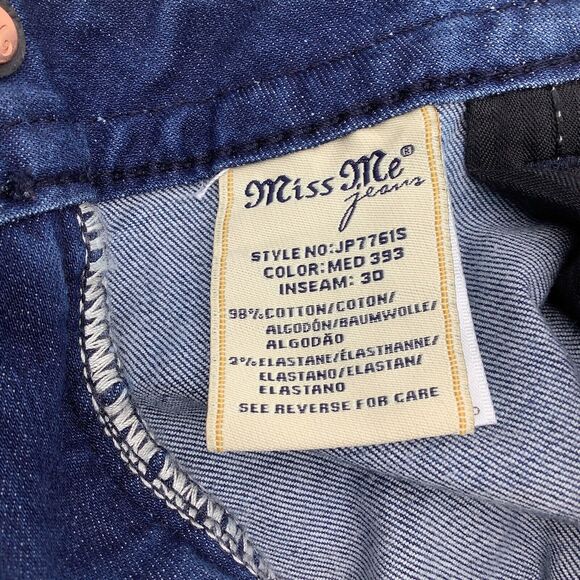 Miss Me®
jeans
STYLE NO:JP7761S
COLOR:MED 393
INSEAM: 30
98%COTTON/COTON/
ALGODÓN/BAUMWOLLE/
ALGODÃO
2%ELASTANE/ÉLASTHANNE/
ELASTANO/ELASTAN/
ELASTANO
SEE REVERSE FOR CARE